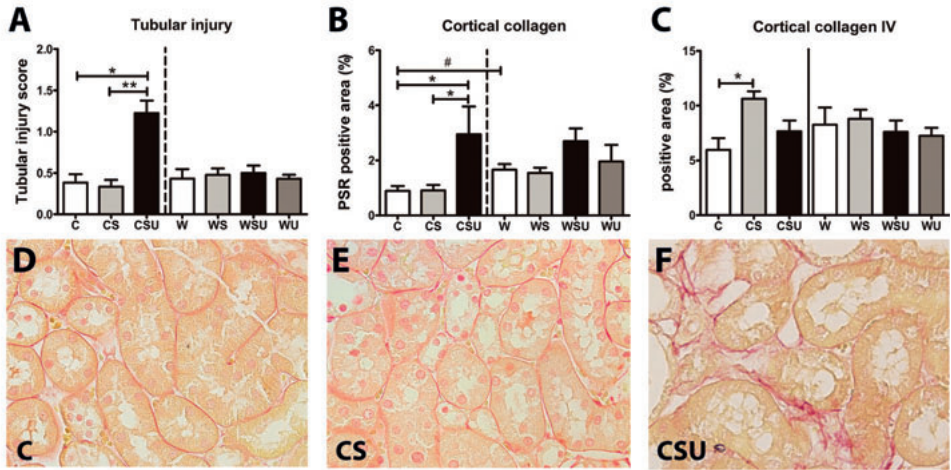 A Tubular injury
Tubular injury score
2.0
1.5
1.0
0.5
0.0
*
**
C CS CSU W WS WSU WU
B Cortical collagen
PSR positive area (%)
6
4
2
0
#
*
*
C CS CSU W WS WSU WU
C Cortical collagen IV
positive area (%)
15
10
5
0
*
C CS CSU W WS WSU WU
D
C
E
CS
F
CSU